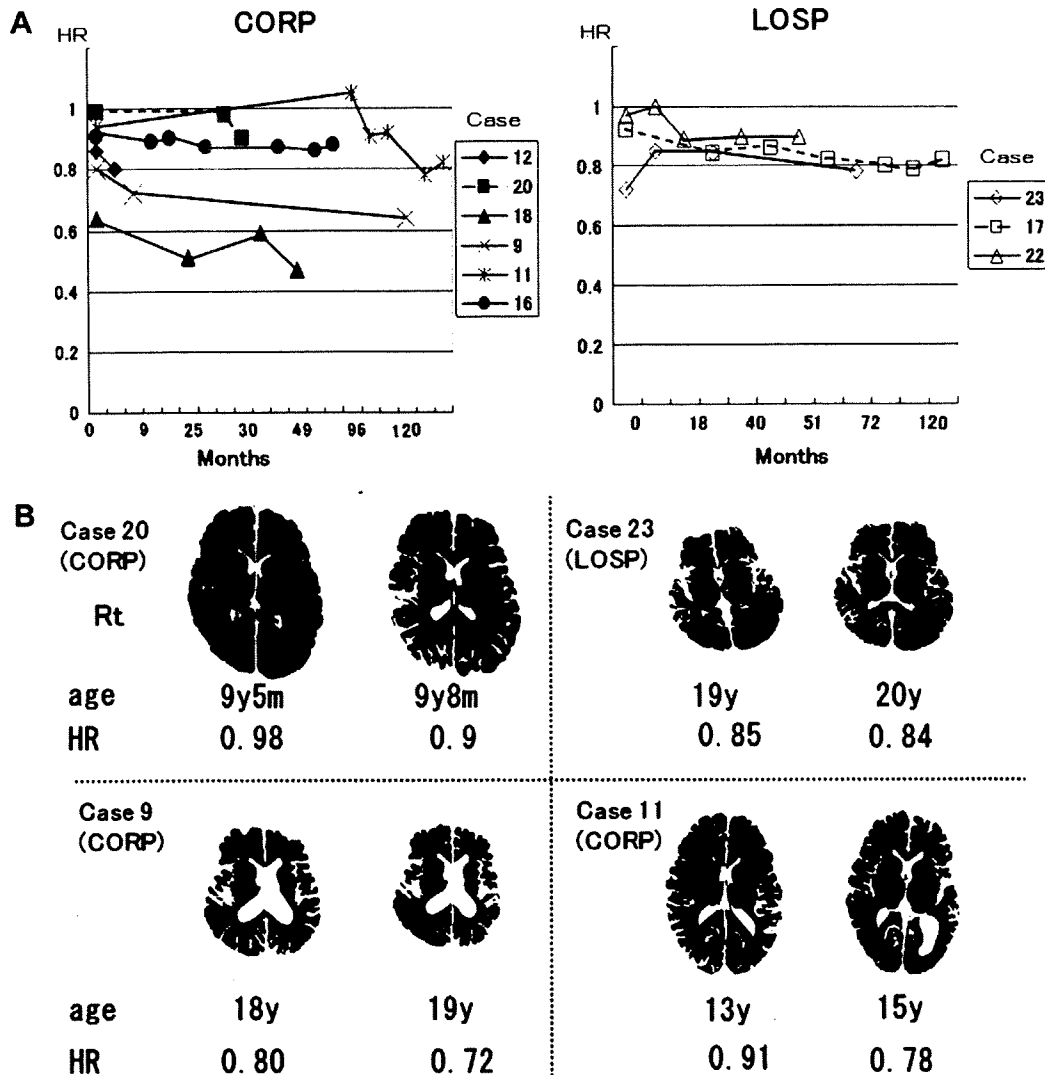 A
CORP
HR
1
0.8
0.6
0.4
0.2
0
0 9 25 30 49 96 120
Months
Case
12
20
18
9
11
16
LOSP
HR
1
0.8
0.6
0.4
0.2
0
0 18 40 51 72 120
Months
Case
23
17
22
B
Case 20
(CORP)
Rt
age 9y5m 9y8m
HR 0.98 0.9
Case 23
(LOSP)
19y 20y
0.85 0.84
Case 9
(CORP)
age 18y 19y
HR 0.80 0.72
Case 11
(CORP)
13y 15y
0.91 0.78